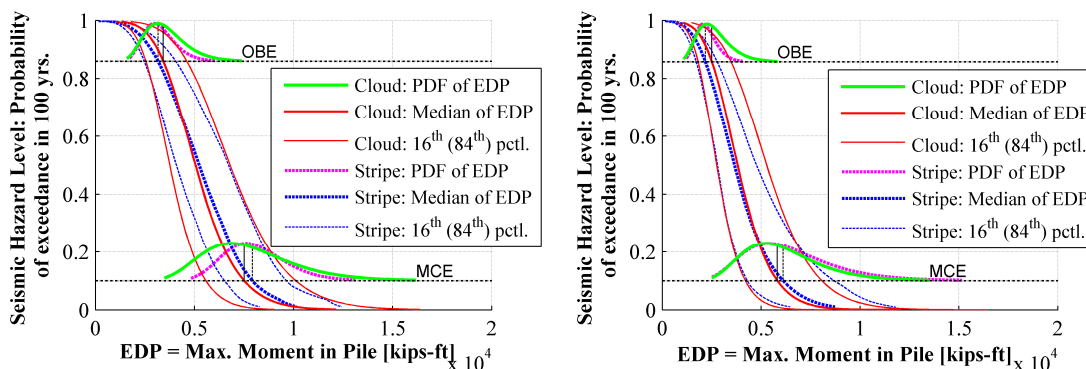 Seismic Hazard Level: Probability
of exceedance in 100 yrs.
1
0.8
0.6
0.4
0.2
0
0
0.5
1
1.5
2
OBE
MCE
Cloud: PDF of EDP
Cloud: Median of EDP
Cloud: 16th (84th) pctl.
Stripe: PDF of EDP
Stripe: Median of EDP
Stripe: 16th (84th) pctl.
EDP = Max. Moment in Pile [kips-ft]
x 10^4
Seismic Hazard Level: Probability
of exceedance in 100 yrs.
1
0.8
0.6
0.4
0.2
0
0
0.5
1
1.5
2
OBE
MCE
Cloud: PDF of EDP
Cloud: Median of EDP
Cloud: 16th (84th) pctl.
Stripe: PDF of EDP
Stripe: Median of EDP
Stripe: 16th (84th) pctl.
EDP = Max. Moment in Pile [kips-ft]
x 10^4